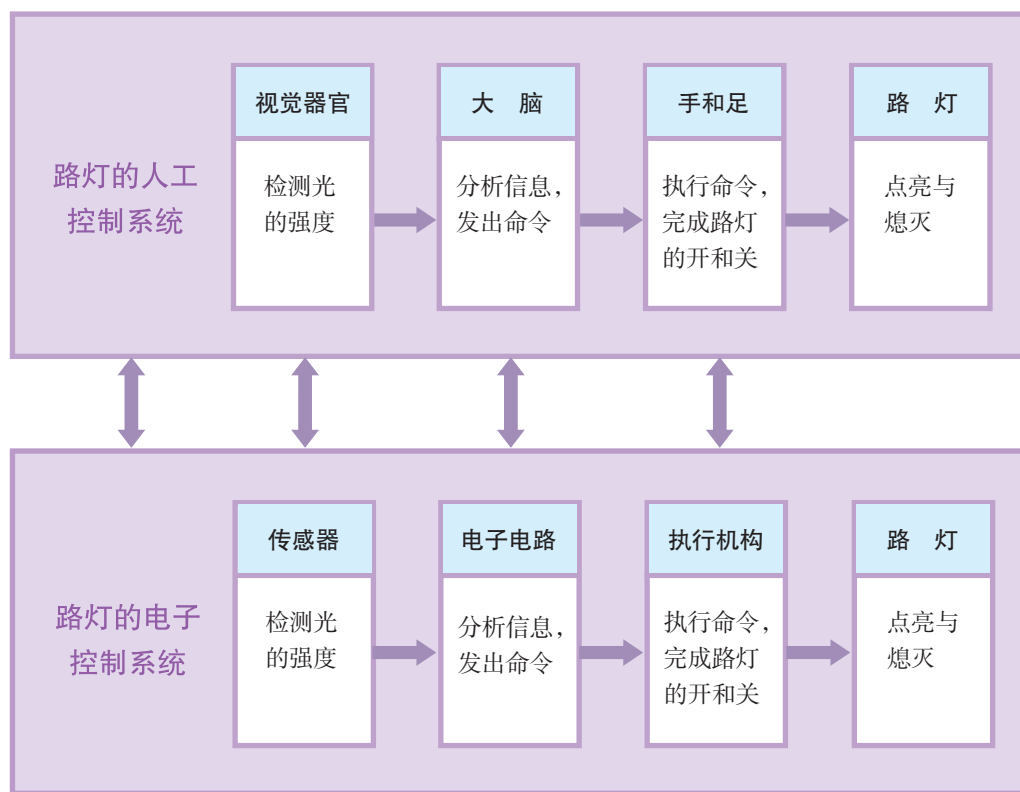 路灯的人工
控制系统
视觉器官
检测光
的强度
大 脑
分析信息，
发出命令
手和足
执行命令，
完成路灯
的开和关
路 灯
点亮与
熄灭
路灯的电子
控制系统
传感器
检测光
的强度
电子电路
分析信息，
发出命令
执行机构
执行命令，
完成路灯
的开和关
路 灯
点亮与
熄灭